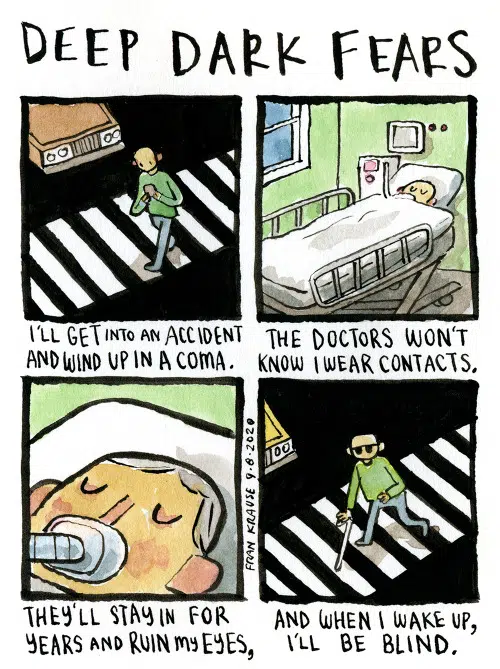 DEEP DARK FEARS
I'LL GET INTO AN ACCIDENT
AND WIND UP IN A COMA.
THE DOCTORS WON'T
KNOW I WEAR CONTACTS.
FRAN KRAUSE 9·8·2020
THEY'LL STAY IN FOR
YEARS AND RUIN MY EYES,
AND WHEN I WAKE UP,
I'LL BE BLIND.